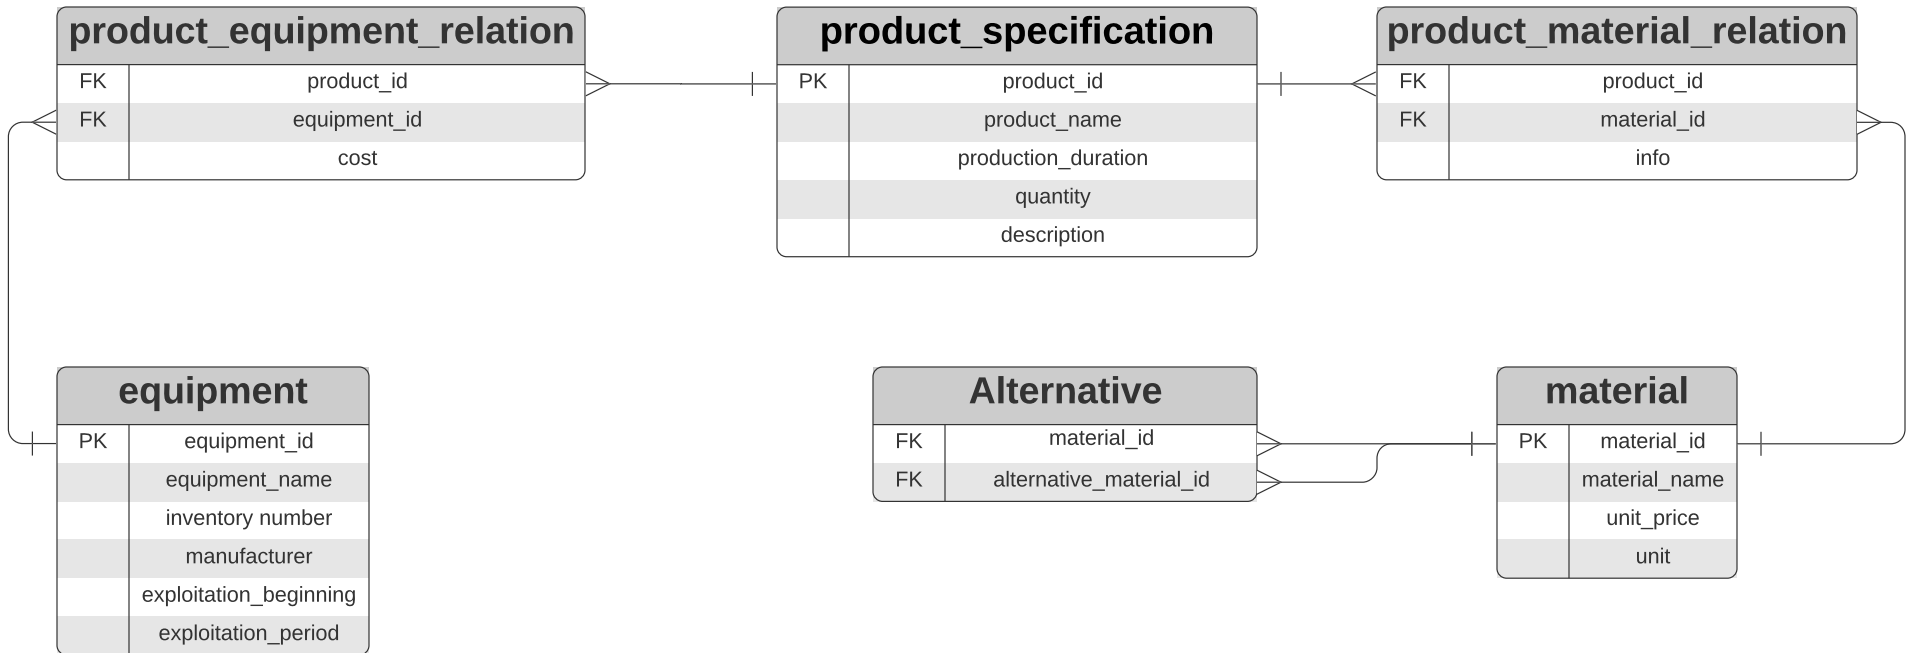 product_equipment_relation
FK product_id
FK equipment_id
cost
product_specification
PK product_id
product_name
production_duration
quantity
description
product_material_relation
FK product_id
FK material_id
info
equipment
PK equipment_id
equipment_name
inventory number
manufacturer
exploitation_beginning
exploitation_period
Alternative
FK material_id
FK alternative_material_id
material
PK material_id
material_name
unit_price
unit